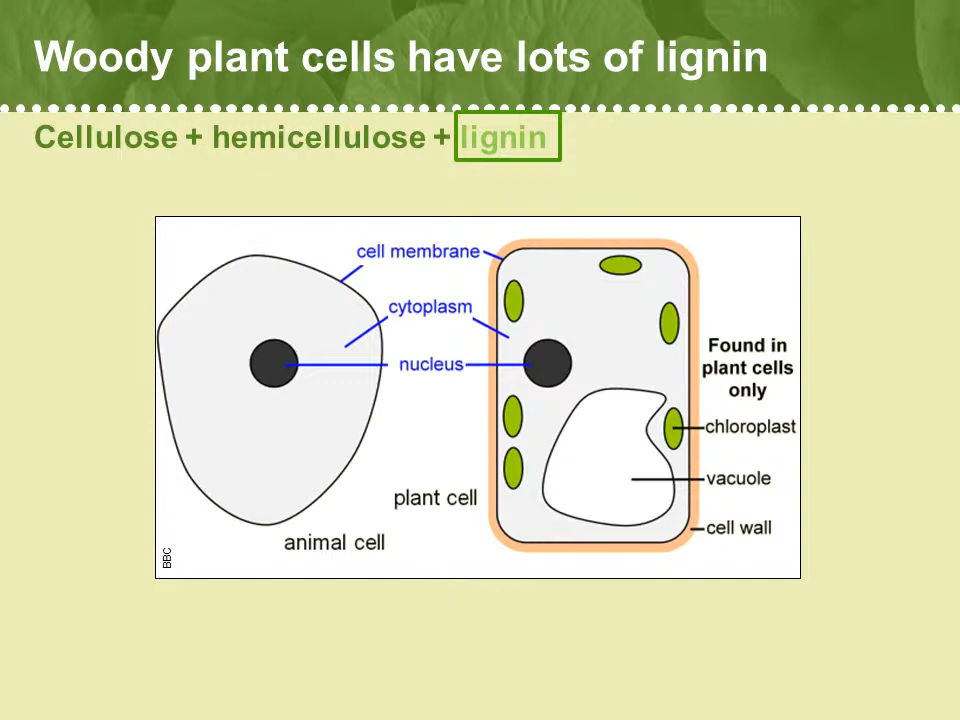 Woody plant cells have lots of lignin
Cellulose + hemicellulose + lignin
cell membrane
cytoplasm
nucleus
Found in
plant cells
only
chloroplast
vacuole
cell wall
plant cell
animal cell
BBC